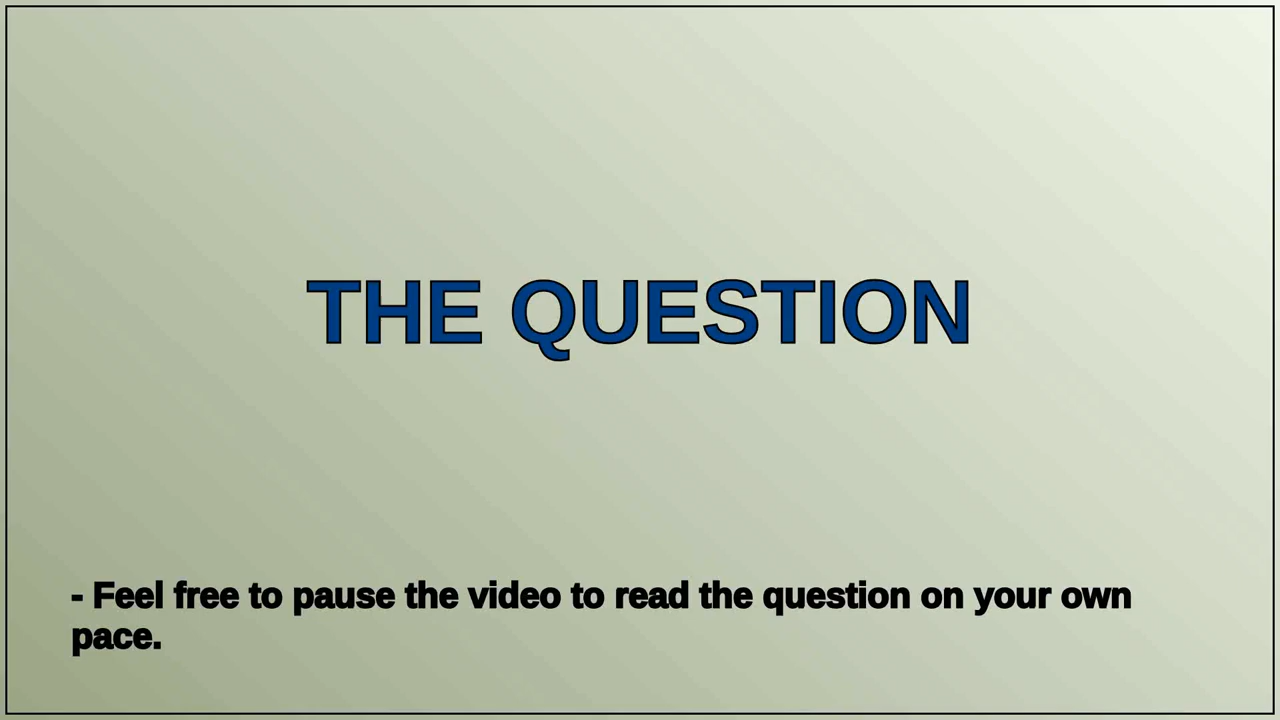 THE QUESTION
- Feel free to pause the video to read the question on your own
pace.